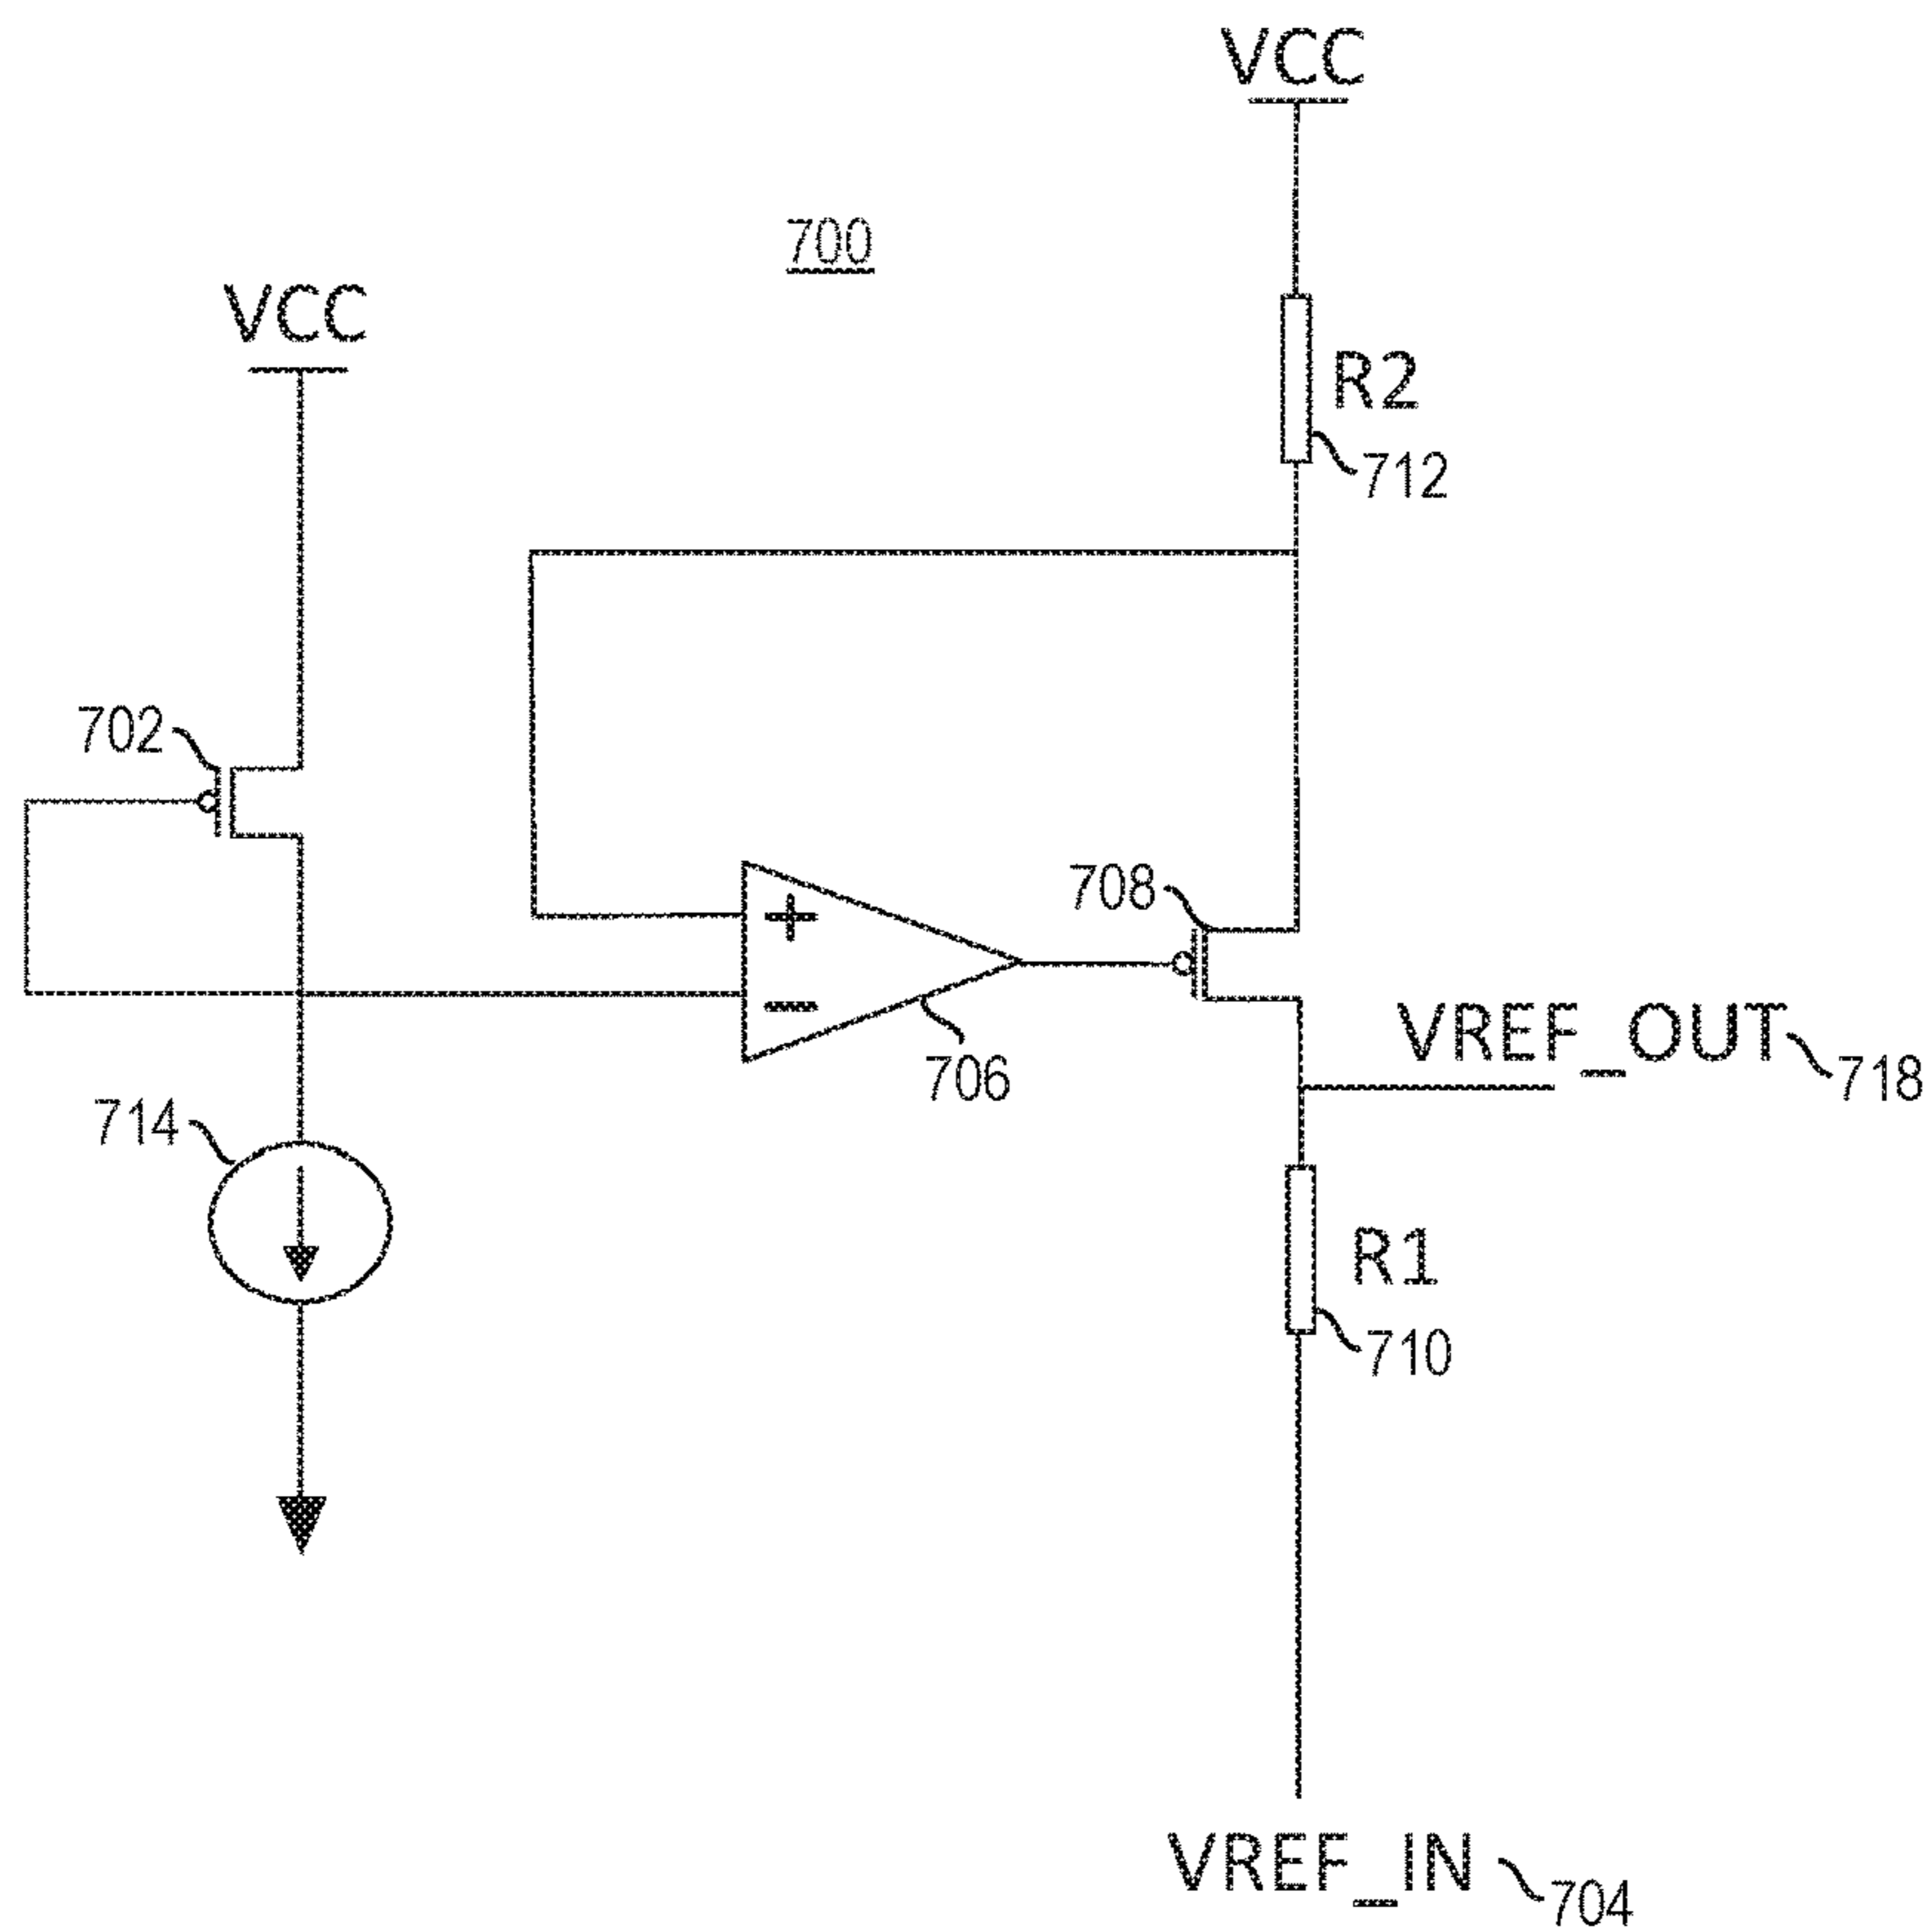 VCC
700
VCC
R2
712
702
708
+
−
VREF_OUT
718
706
714
R1
710
VREF_IN
704